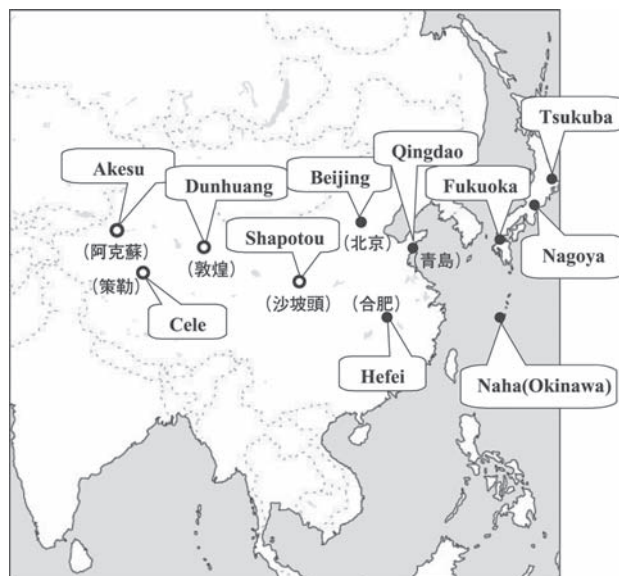 Tsukuba
Qingdao
Akesu
Dunhuang
Beijing
Fukuoka
Shapotou
(阿克蘇)
(敦煌)
(北京)
(青島)
Nagoya
(策勒)
(沙坡頭)
(合肥)
Cele
Hefei
Naha(Okinawa)